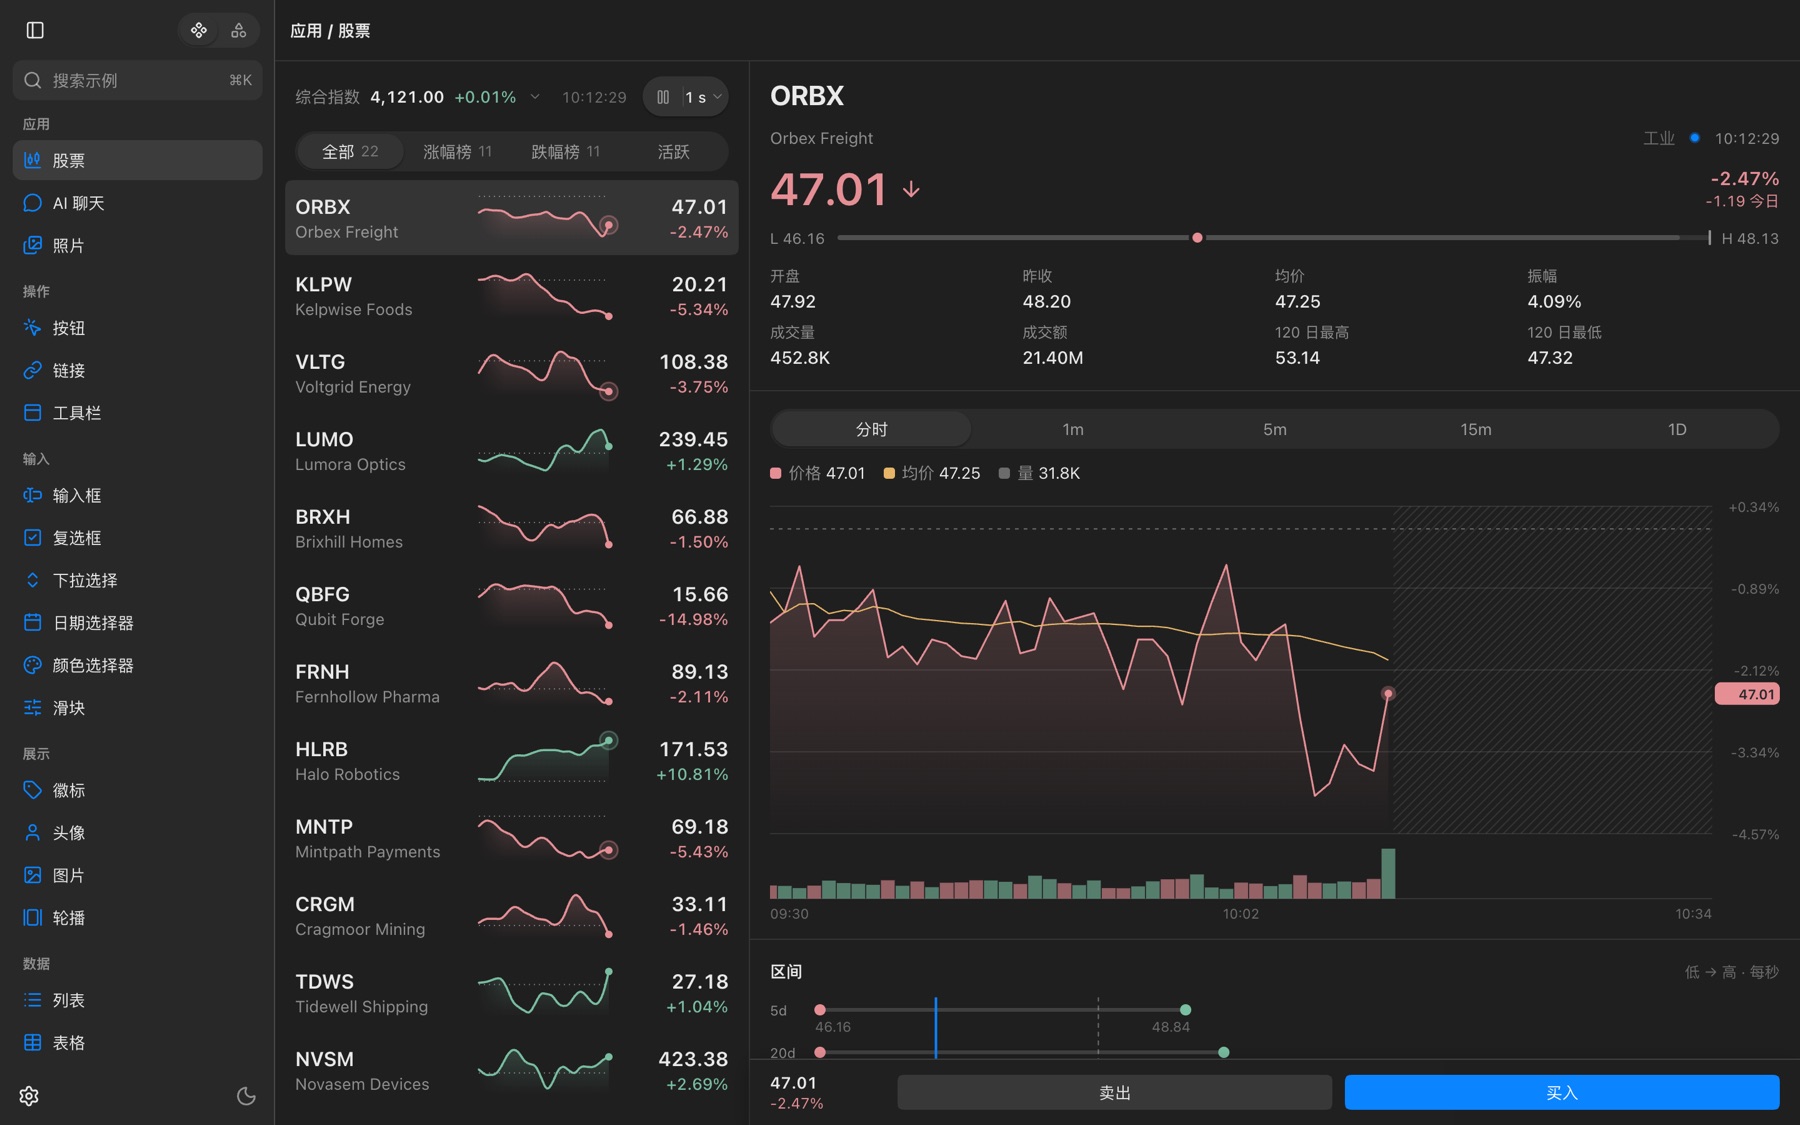 搜索示例 ⌘K
应用
股票
AI 聊天
照片
操作
按钮
链接
工具栏
输入
输入框
复选框
下拉选择
日期选择器
颜色选择器
滑块
展示
徽标
头像
图片
轮播
数据
列表
表格
应用 / 股票
综合指数 4,121.00 +0.01% 10:12:29 1 s
全部 22 涨幅榜 11 跌幅榜 11 活跃
ORBX 47.01
Orbex Freight -2.47%
KLPW 20.21
Kelpwise Foods -5.34%
VLTG 108.38
Voltgrid Energy -3.75%
LUMO 239.45
Lumora Optics +1.29%
BRXH 66.88
Brixhill Homes -1.50%
QBFG 15.66
Qubit Forge -14.98%
FRNH 89.13
Fernhollow Pharma -2.11%
HLRB 171.53
Halo Robotics +10.81%
MNTP 69.18
Mintpath Payments -5.43%
CRGM 33.11
Cragmoor Mining -1.46%
TDWS 27.18
Tidewell Shipping +1.04%
NVSM 423.38
Novasem Devices +2.69%
ORBX
Orbex Freight 工业 10:12:29
47.01 ↓ -2.47%
-1.19 今日
L 46.16 H 48.13
开盘 昨收 均价 振幅
47.92 48.20 47.25 4.09%
成交量 成交额 120 日最高 120 日最低
452.8K 21.40M 53.14 47.32
分时 1m 5m 15m 1D
价格 47.01 均价 47.25 量 31.8K
+0.34%
-0.89%
-2.12%
47.01
-3.34%
-4.57%
09:30 10:02 10:34
区间 低 → 高 · 每秒
5d
46.16 48.84
20d
47.01
-2.47%
卖出 买入